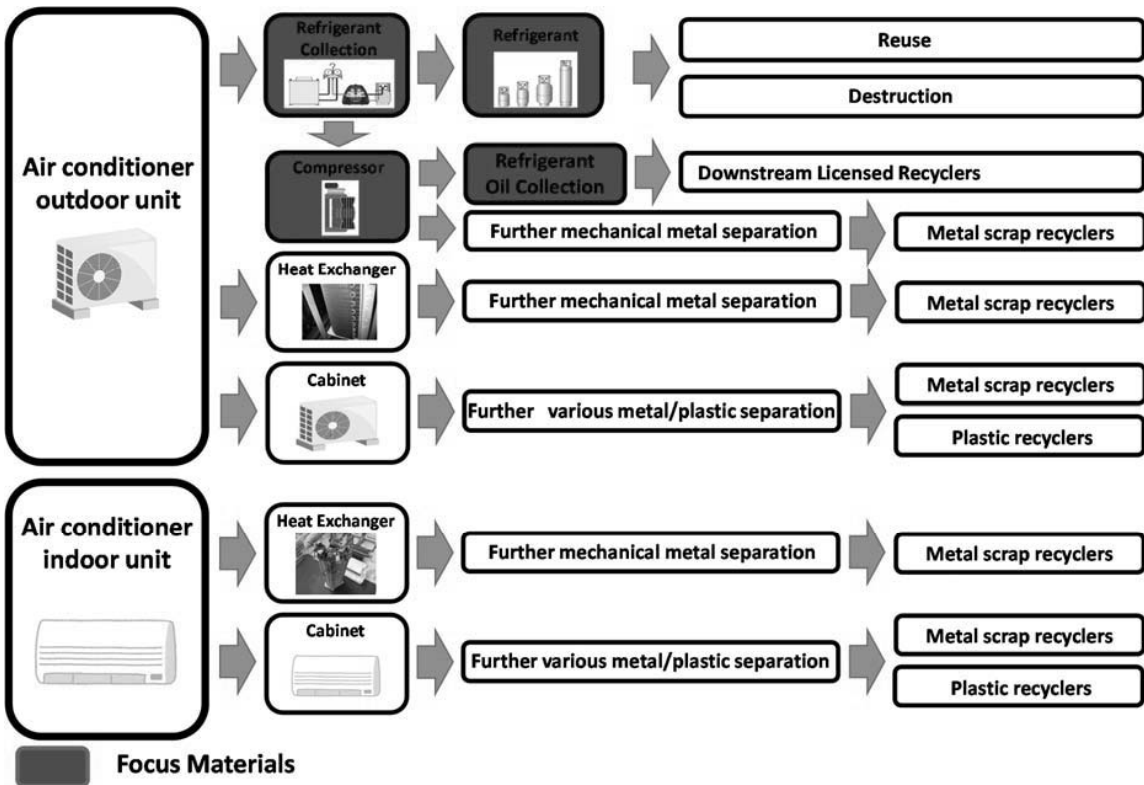 Air conditioner
outdoor unit
Refrigerant
Collection
Refrigerant
Reuse
Destruction
Compressor
Refrigerant
Oil Collection
Downstream Licensed Recyclers
Further mechanical metal separation
Metal scrap recyclers
Heat Exchanger
Further mechanical metal separation
Metal scrap recyclers
Cabinet
Further various metal/plastic separation
Metal scrap recyclers
Plastic recyclers
Air conditioner
indoor unit
Heat Exchanger
Further mechanical metal separation
Metal scrap recyclers
Cabinet
Further various metal/plastic separation
Metal scrap recyclers
Plastic recyclers
Focus Materials